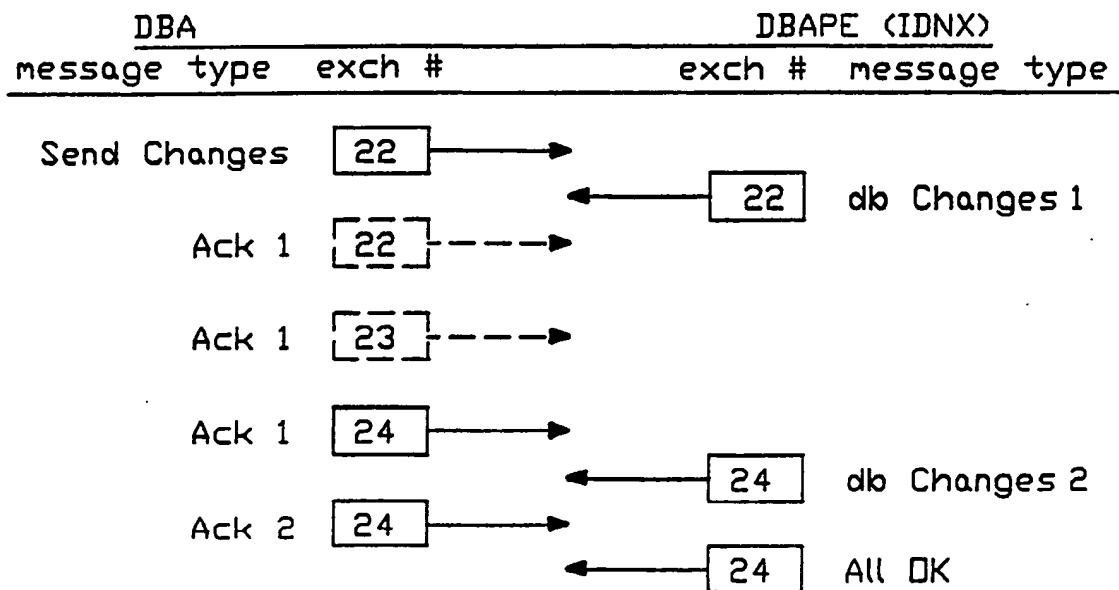 DBA DBAPE (IDNX)
message type exch # exch # message type
Send Changes 22
22 db Changes 1
Ack 1 22
Ack 1 23
Ack 1 24
24 db Changes 2
Ack 2 24
24 All OK